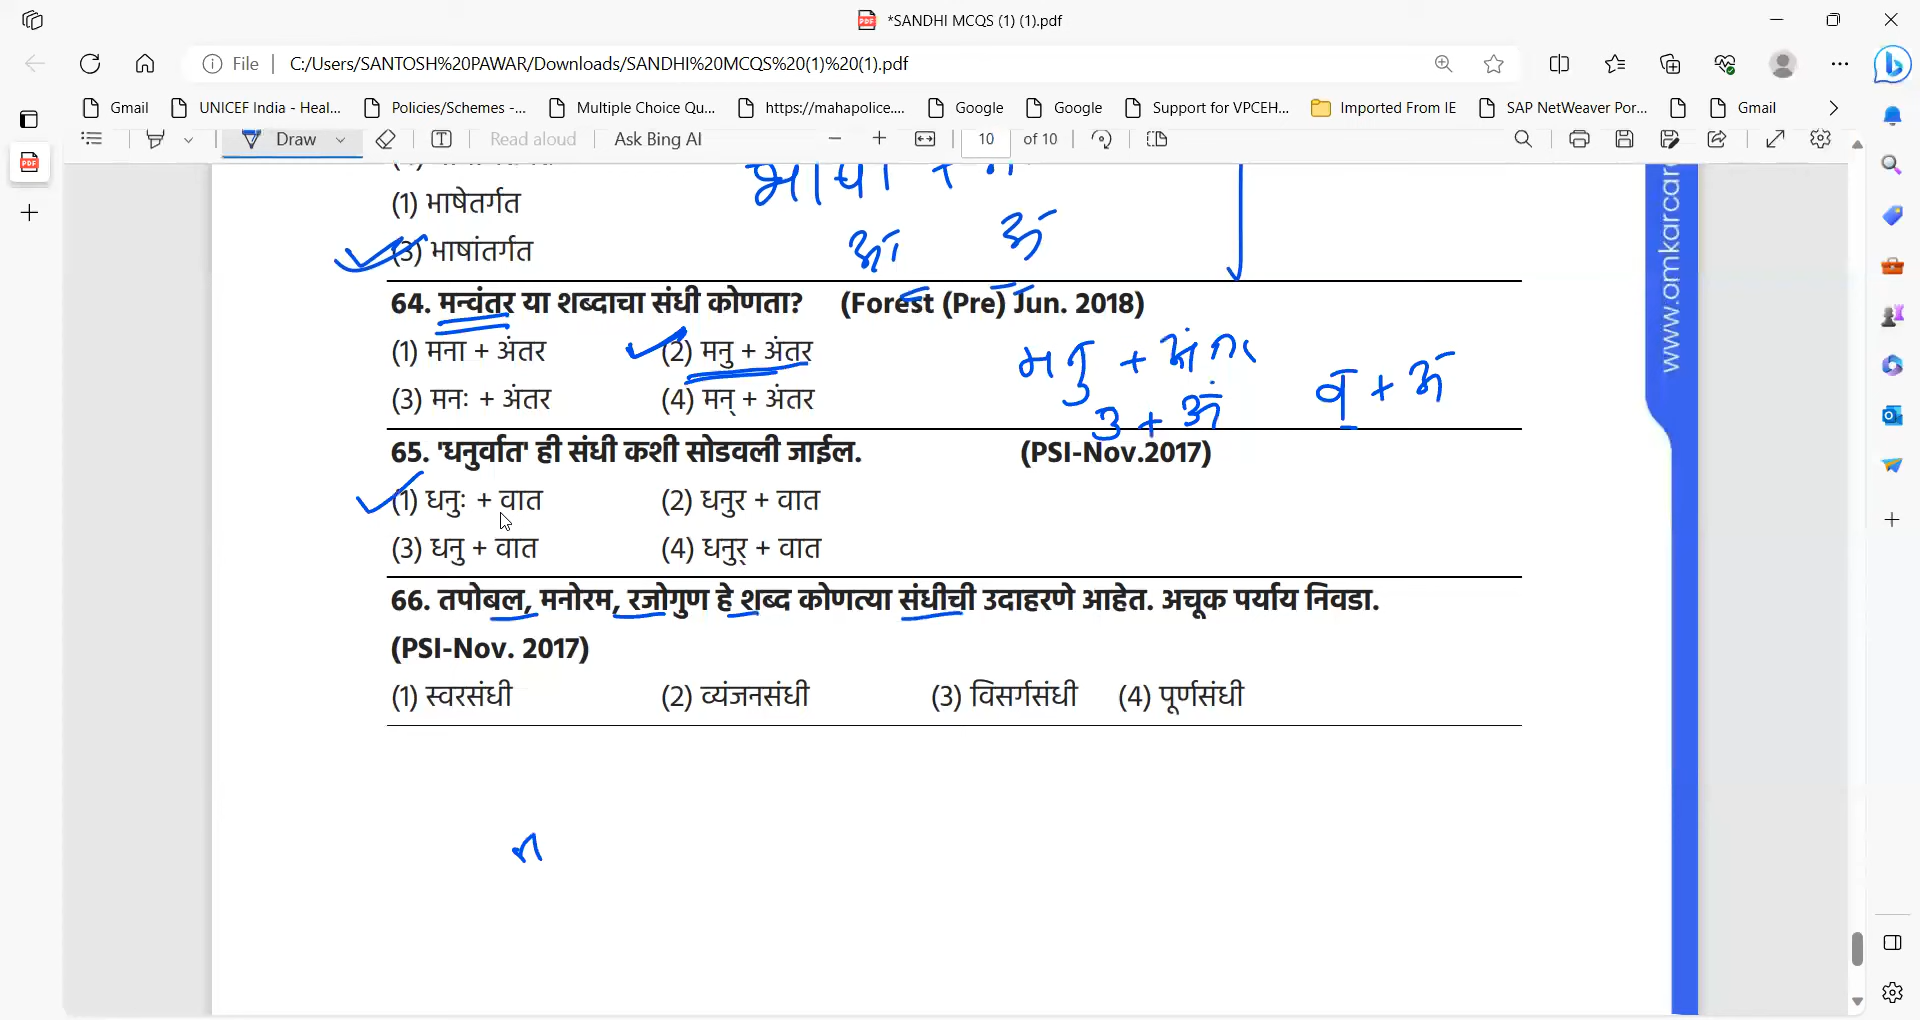 *SANDHI MCQS (1) (1).pdf
File C:/Users/SANTOSH%20PAWAR/Downloads/SANDHI%20MCQS%20(1)%20(1).pdf
Gmail UNICEF India - Heal... Policies/Schemes -... Multiple Choice Qu... https://mahapolice.... Google Google Support for VPCEH... Imported From IE SAP NetWeaver Por... Gmail
Draw Read aloud Ask Bing AI 10 of 10
(1) भाषेतर्गत
(3) भाषांतर्गत
आ अं
64. मन्वंतर या शब्दाचा संधी कोणता? (Forest (Pre) Jun. 2018)
(1) मना + अंतर (2) मनु + अंतर
मनु + अंतर
(3) मनः + अंतर (4) मन् + अंतर
उ + अं व् + अ
65. 'धनुर्वात' ही संधी कशी सोडवली जाईल. (PSI-Nov.2017)
(1) धनुः + वात (2) धनुर + वात
(3) धनु + वात (4) धनुर् + वात
66. तपोबल, मनोरम, रजोगुण हे शब्द कोणत्या संधीची उदाहरणे आहेत. अचूक पर्याय निवडा.
(PSI-Nov. 2017)
(1) स्वरसंधी (2) व्यंजनसंधी (3) विसर्गसंधी (4) पूर्णसंधी
त
www.omkarcar